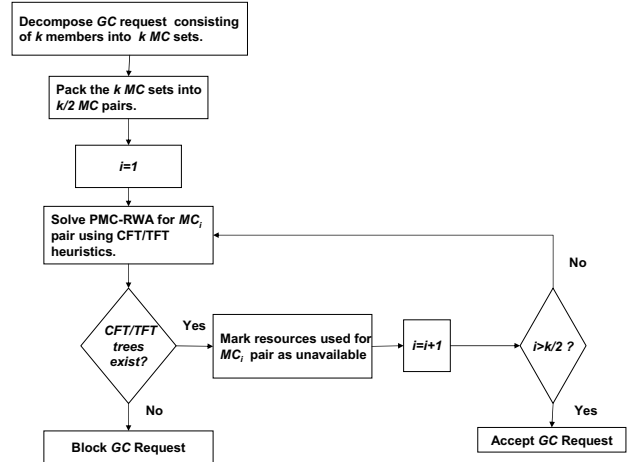 Decompose GC request consisting
of k members into k MC sets.
Pack the k MC sets into
k/2 MC pairs.
i=1
Solve PMC-RWA for MCi
pair using CFT/TFT
heuristics.
No
CFT/TFT
trees
exist?
Yes
Mark resources used for
MCi pair as unavailable
i=i+1
i>k/2 ?
No
Yes
Block GC Request
Accept GC Request